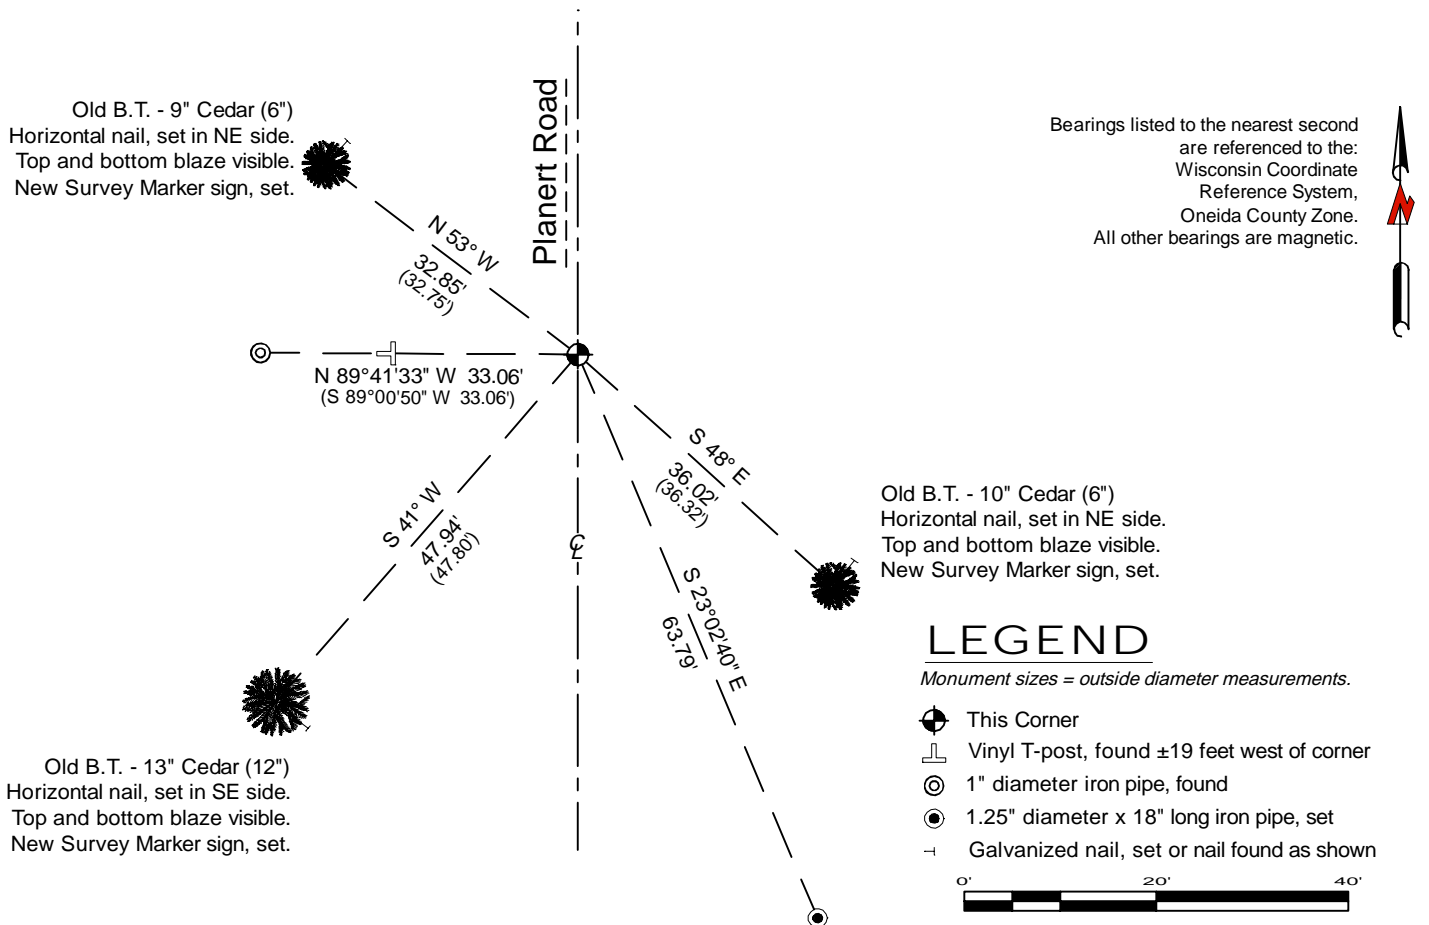 Old B.T. - 9" Cedar (6")
Horizontal nail, set in NE side.
Top and bottom blaze visible.
New Survey Marker sign, set.
Planert Road
Bearings listed to the nearest second
are referenced to the:
Wisconsin Coordinate
Reference System,
Oneida County Zone.
All other bearings are magnetic.
N
N 53° W
32.85'
(32.75')
N 89°41'33" W 33.06'
(S 89°00'50" W 33.06')
S 41° W
47.94'
(47.80')
S 48° E
36.02'
(36.32')
S 23°02'40" E
63.79'
℄
Old B.T. - 10" Cedar (6")
Horizontal nail, set in NE side.
Top and bottom blaze visible.
New Survey Marker sign, set.
Old B.T. - 13" Cedar (12")
Horizontal nail, set in SE side.
Top and bottom blaze visible.
New Survey Marker sign, set.
LEGEND
Monument sizes = outside diameter measurements.
This Corner
Vinyl T-post, found ±19 feet west of corner
1" diameter iron pipe, found
1.25" diameter x 18" long iron pipe, set
Galvanized nail, set or nail found as shown
0' 20' 40'